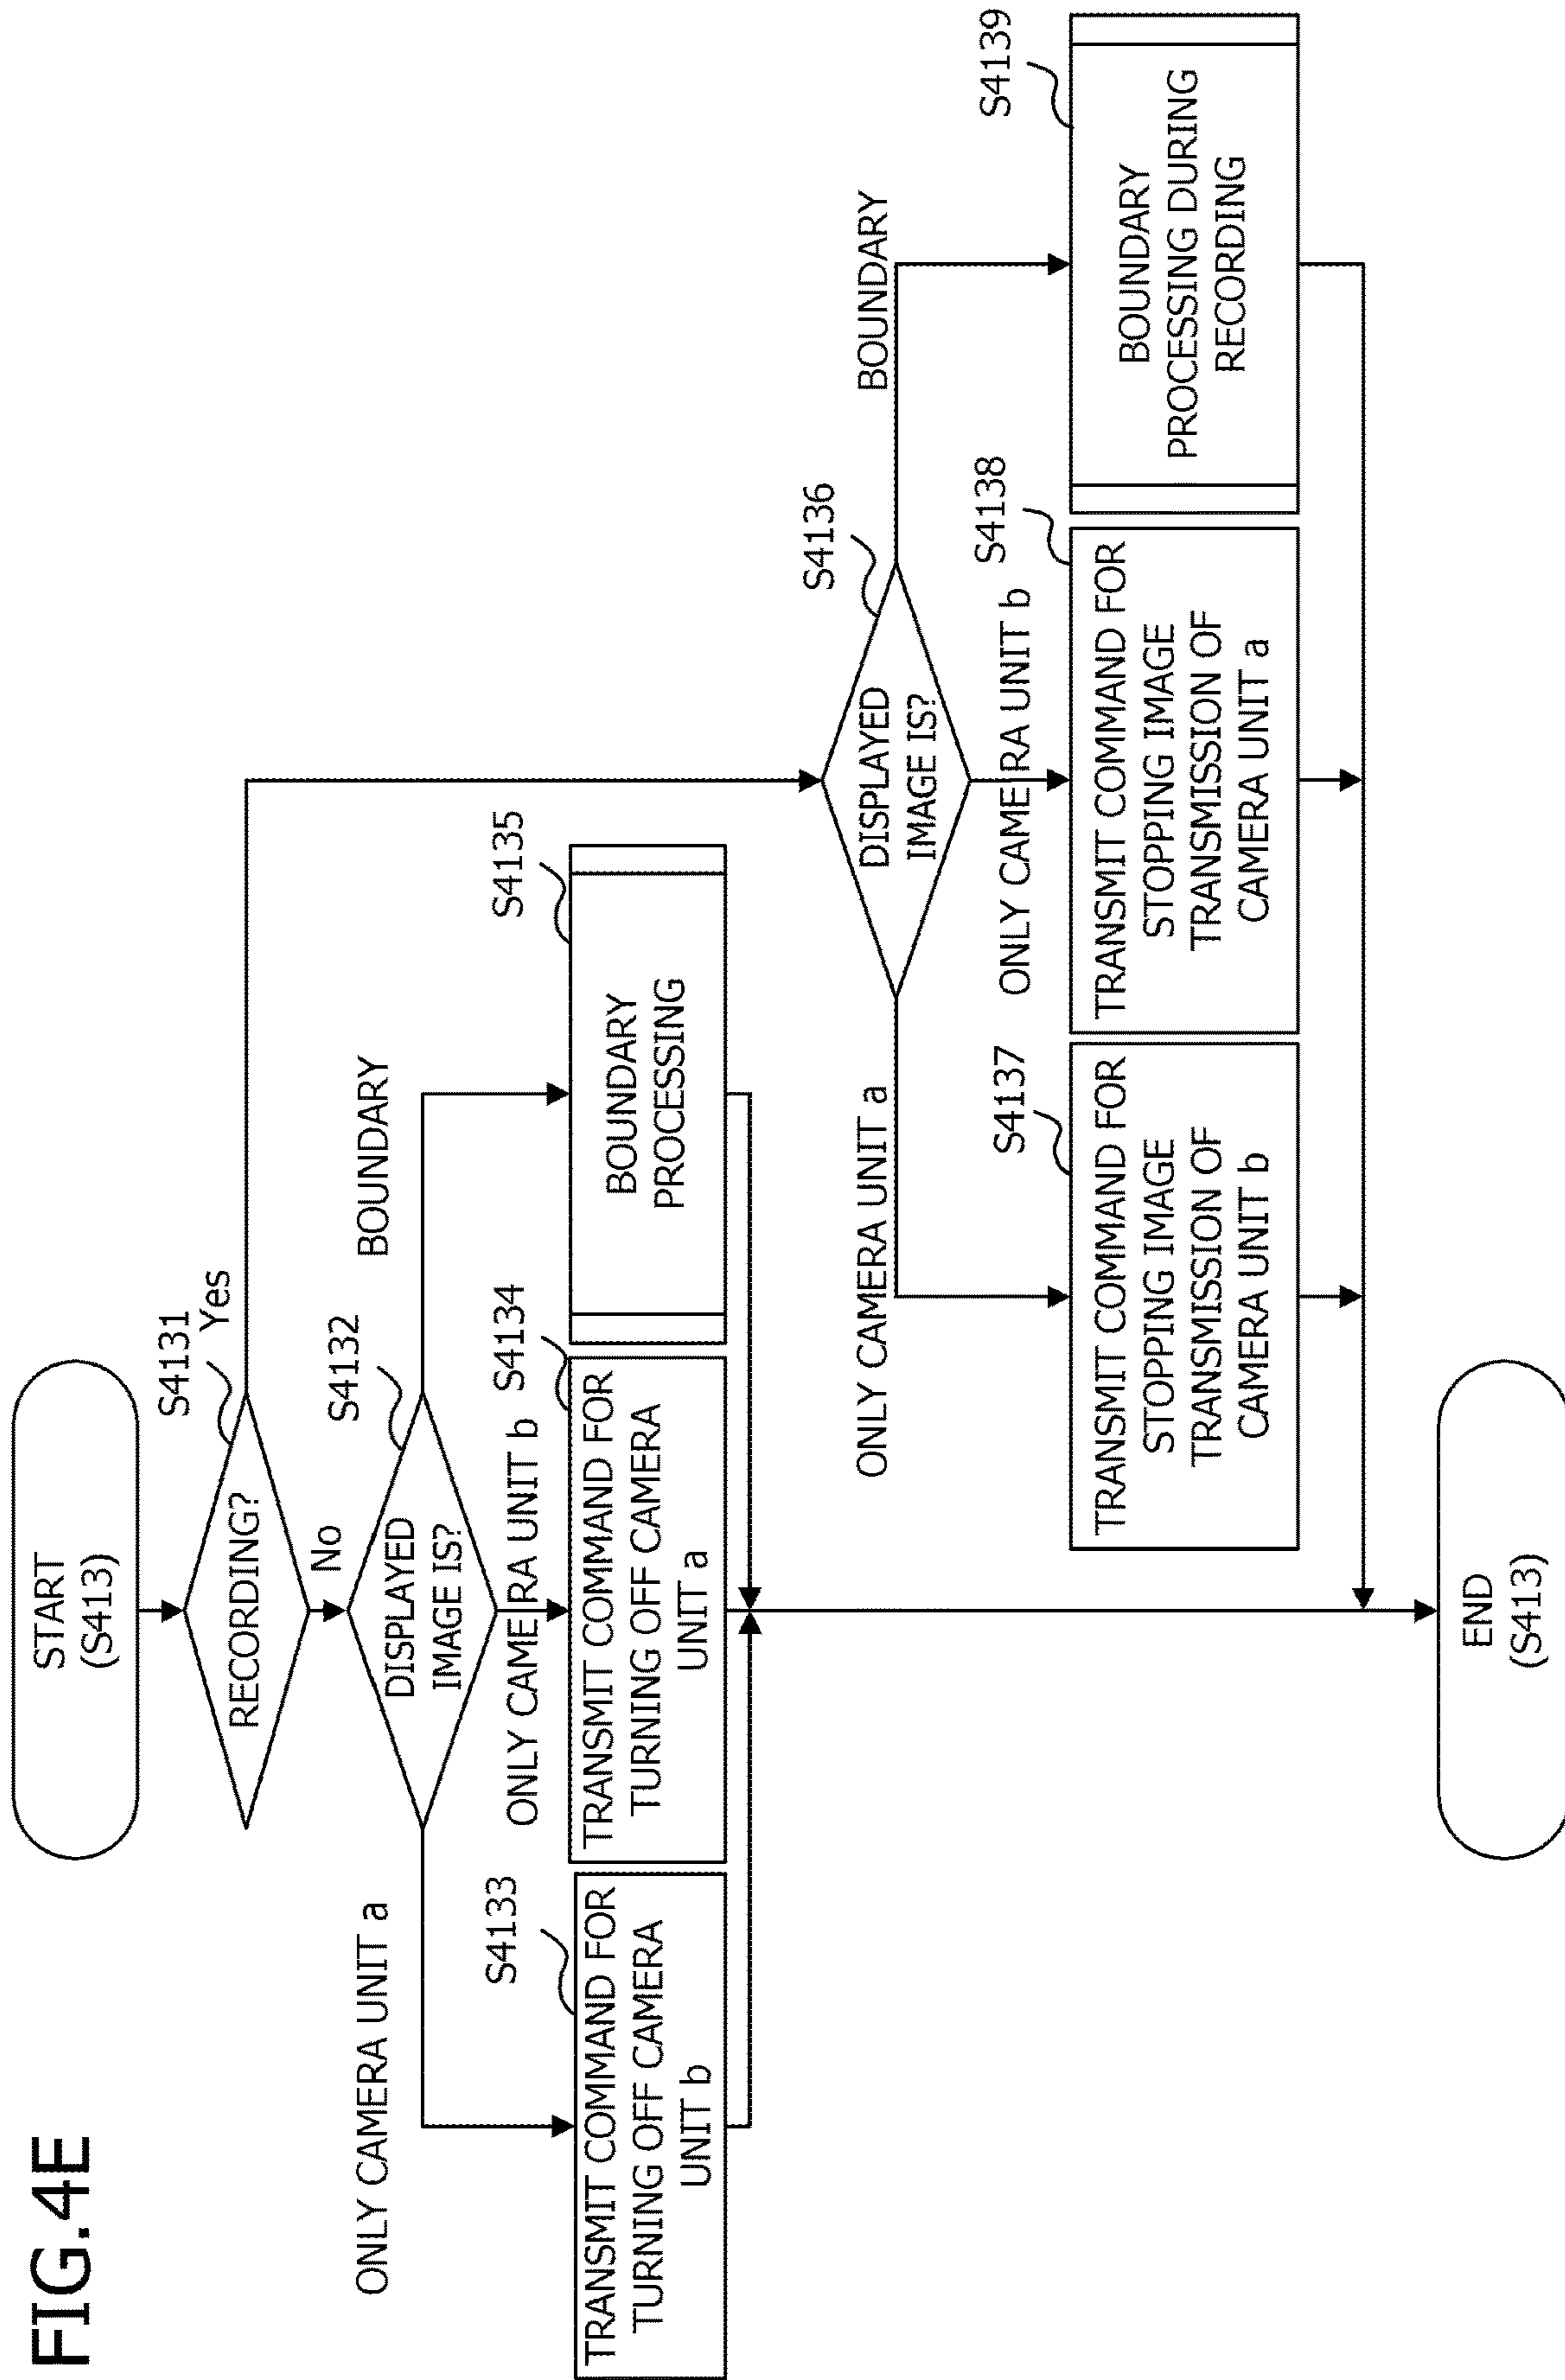 FIG.4E
START
(S413)
S4131
RECORDING?
Yes
No
S4132
DISPLAYED
IMAGE IS?
ONLY CAMERA UNIT a
ONLY CAMERA UNIT b
BOUNDARY
S4133
TRANSMIT COMMAND FOR
TURNING OFF CAMERA
UNIT b
S4134
TRANSMIT COMMAND FOR
TURNING OFF CAMERA
UNIT a
S4135
BOUNDARY
PROCESSING
S4136
DISPLAYED
IMAGE IS?
ONLY CAMERA UNIT a
ONLY CAMERA UNIT b
BOUNDARY
S4137
TRANSMIT COMMAND FOR
STOPPING IMAGE
TRANSMISSION OF
CAMERA UNIT b
S4138
TRANSMIT COMMAND FOR
STOPPING IMAGE
TRANSMISSION OF
CAMERA UNIT a
S4139
BOUNDARY
PROCESSING DURING
RECORDING
END
(S413)